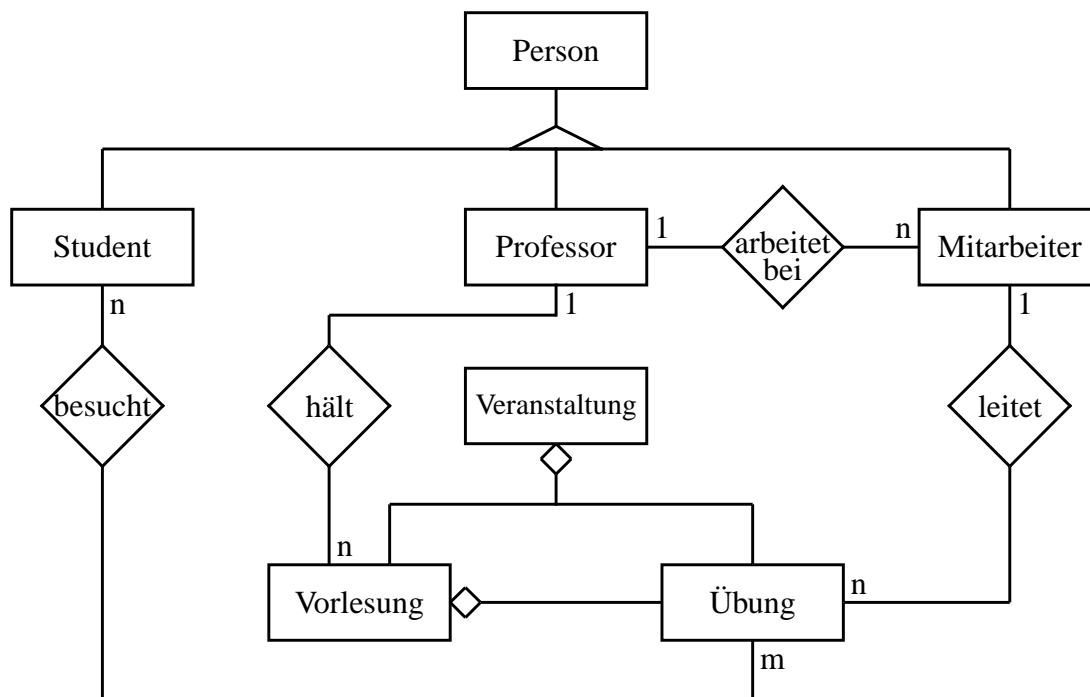 Person
Student
Professor
1
arbeitet
bei
n
Mitarbeiter
n
1
1
besucht
hält
Veranstaltung
leitet
n
Vorlesung
Übung
n
m